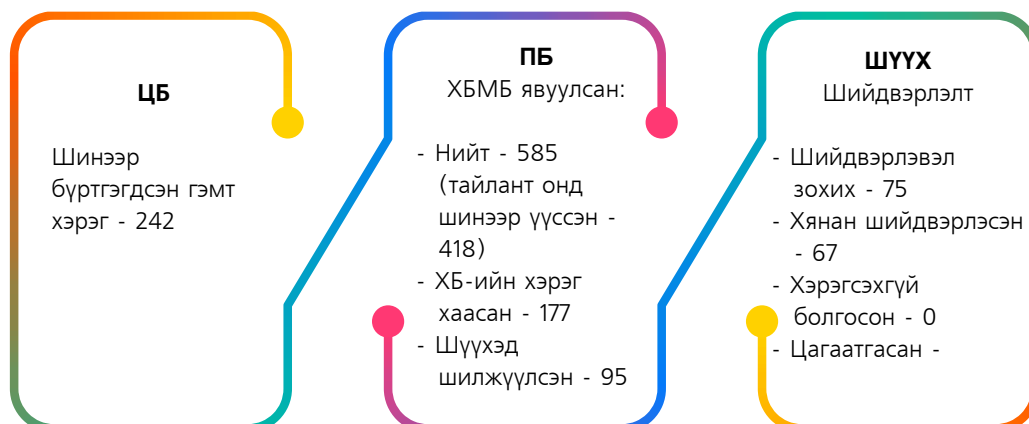 ЦБ
Шинээр
бүртгэгдсэн гэмт
хэрэг - 242
ПБ
ХБМБ явуулсан:
- Нийт - 585
(тайлант онд
шинээр үүссэн -
418)
- ХБ-ийн хэрэг
хаасан - 177
- Шүүхэд
шилжүүлсэн - 95
ШҮҮХ
Шийдвэрлэлт
- Шийдвэрлэвэл
зохих - 75
- Хянан шийдвэрлэсэн
- 67
- Хэрэгсэхгүй
болгосон - 0
- Цагаатгасан -